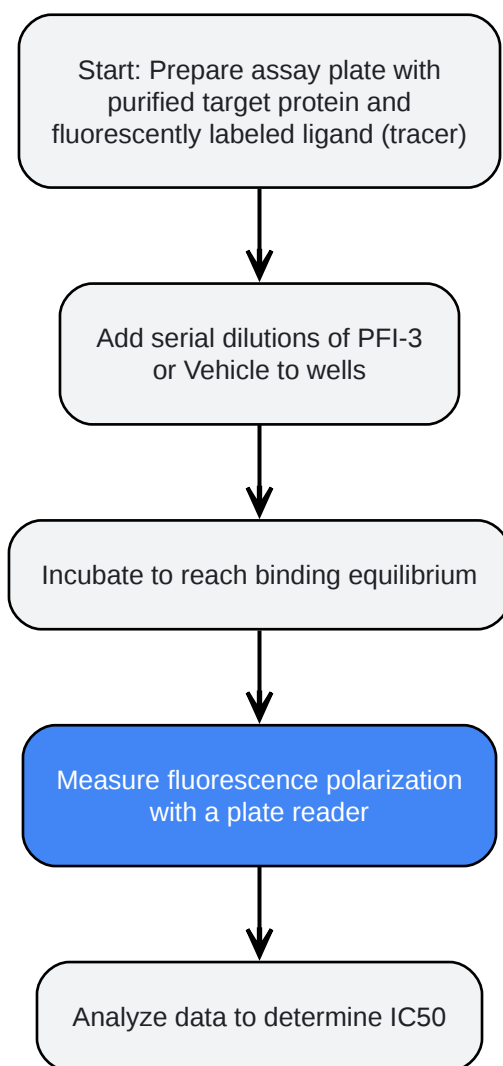 Start: Prepare assay plate with
purified target protein and
fluorescently labeled ligand (tracer)
Add serial dilutions of PFI-3
or Vehicle to wells
Incubate to reach binding equilibrium
Measure fluorescence polarization
with a plate reader
Analyze data to determine IC50